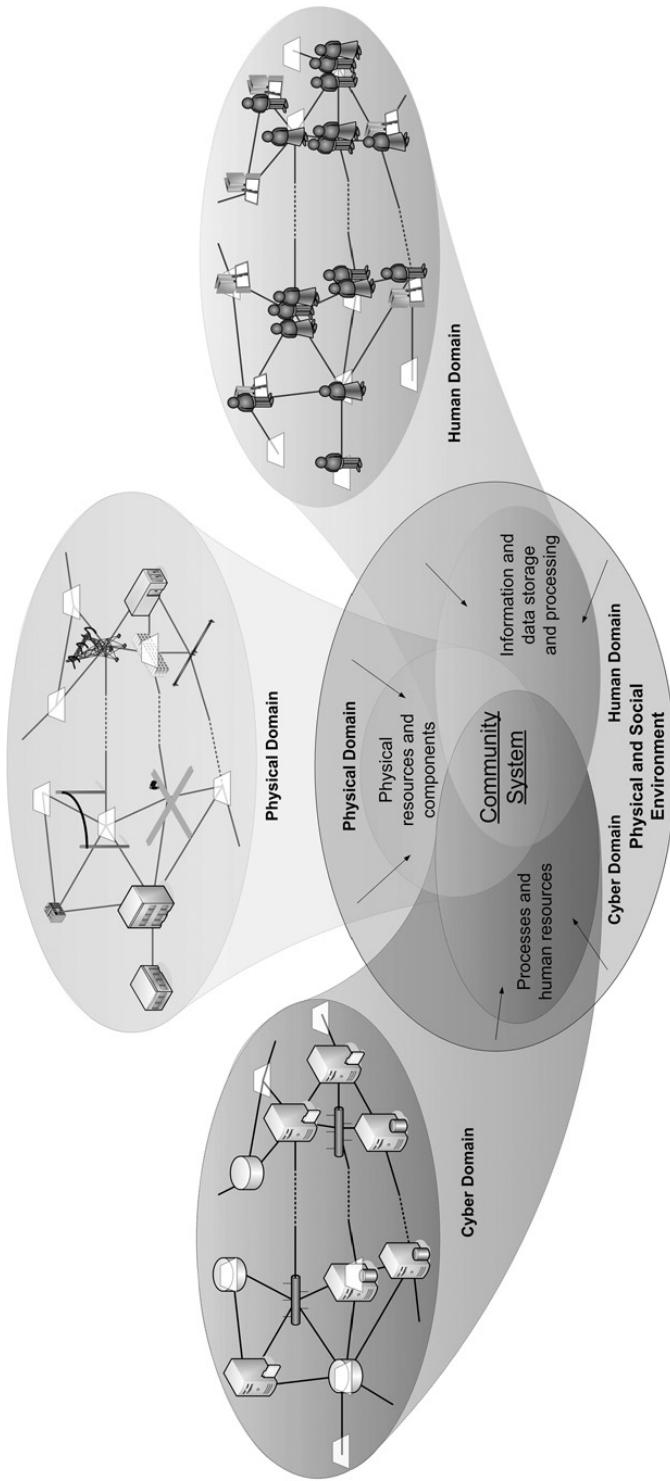 Physical Domain
Cyber Domain
Human Domain
Physical Domain
Physical
resources and
components
Community
System
Processes and
human resources
Information and
data storage
and processing
Cyber Domain
Human Domain
Physical and Social
Environment